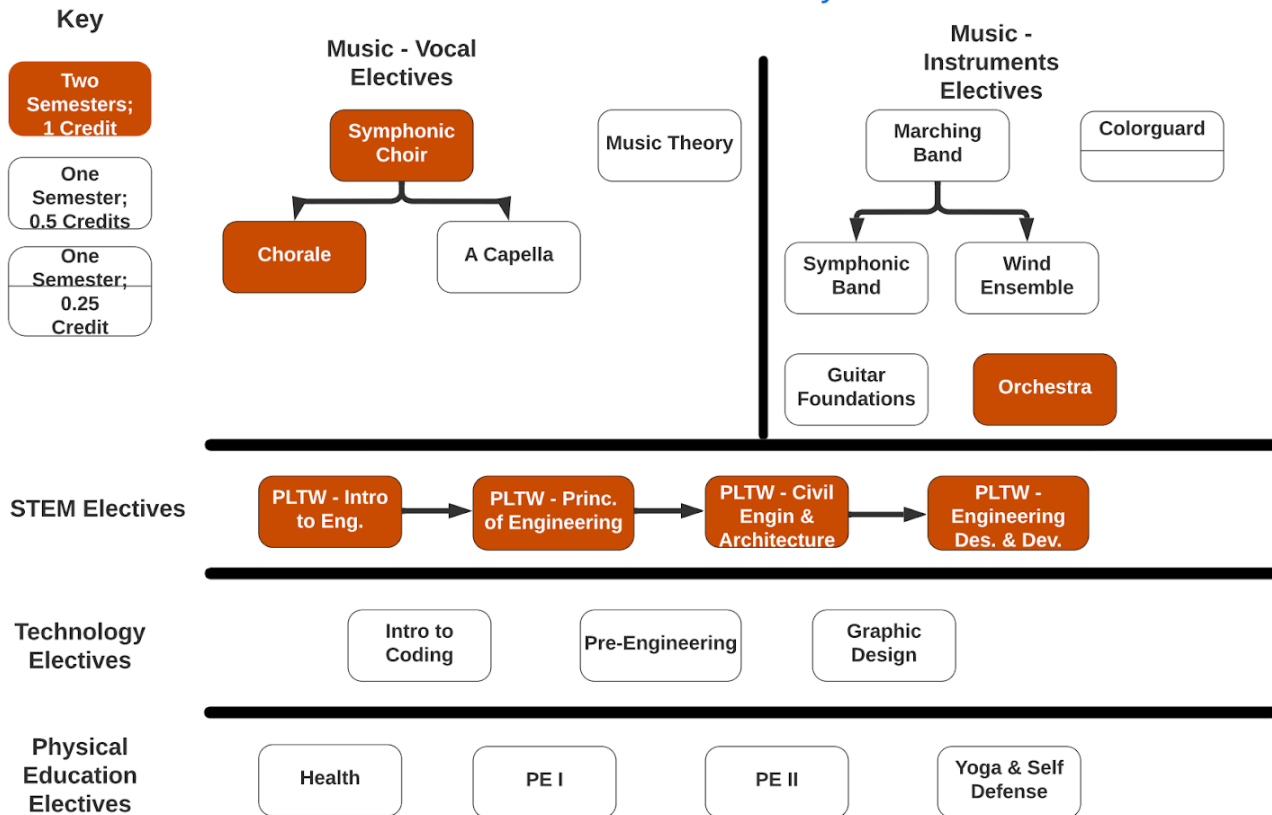 Key
Two
Semesters;
1 Credit
One
Semester;
0.5 Credits
One
Semester;
0.25
Credit
Music - Vocal
Electives
Symphonic
Choir
Music Theory
Chorale
A Capella
Music -
Instruments
Electives
Marching
Band
Colorguard
Symphonic
Band
Wind
Ensemble
Guitar
Foundations
Orchestra
STEM Electives
PLTW - Intro
to Eng.
PLTW - Princ.
of Engineering
PLTW - Civil
Engin &
Architecture
PLTW -
Engineering
Des. & Dev.
Technology
Electives
Intro to
Coding
Pre-Engineering
Graphic
Design
Physical
Education
Electives
Health
PE I
PE II
Yoga & Self
Defense